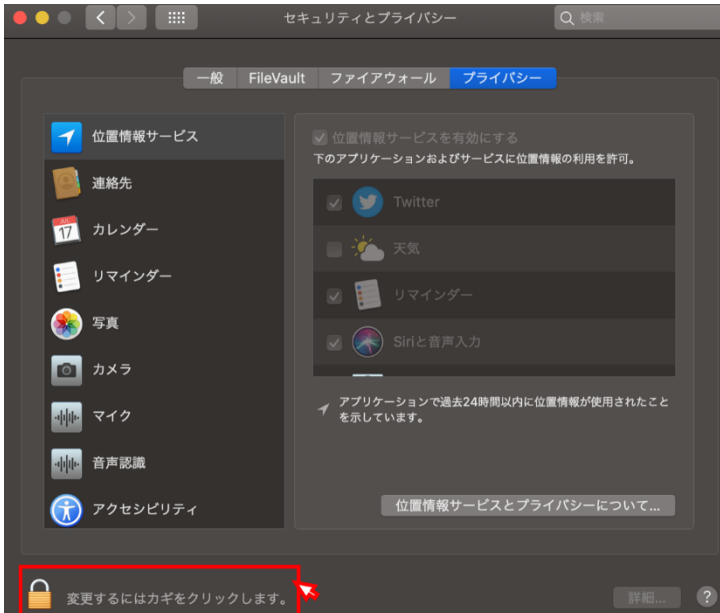 セキュリティとプライバシー
検索
一般
FileVault
ファイアウォール
プライバシー
位置情報サービス
連絡先
JUL
17
カレンダー
リマインダー
写真
カメラ
マイク
音声認識
アクセシビリティ
位置情報サービスを有効にする
下のアプリケーションおよびサービスに位置情報の利用を許可。
Twitter
天気
リマインダー
Siriと音声入力
アプリケーションで過去24時間以内に位置情報が使用されたこと
を示しています。
位置情報サービスとプライバシーについて...
変更するにはカギをクリックします。
詳細...
?